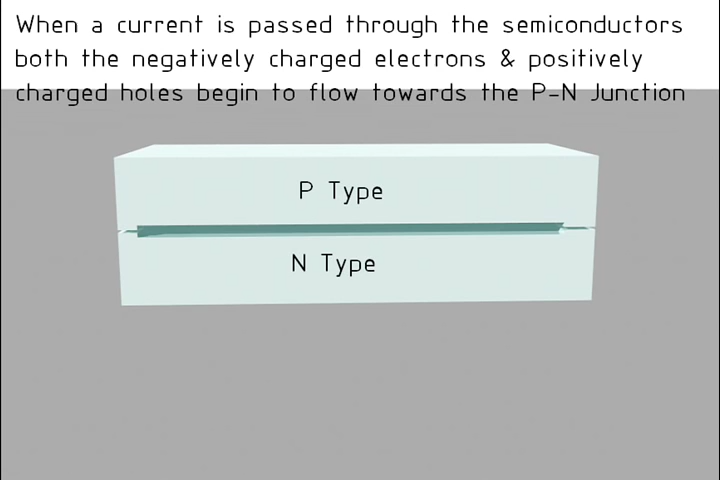 When a current is passed through the semiconductors
both the negatively charged electrons & positively
charged holes begin to flow towards the P-N Junction
P Type
N Type